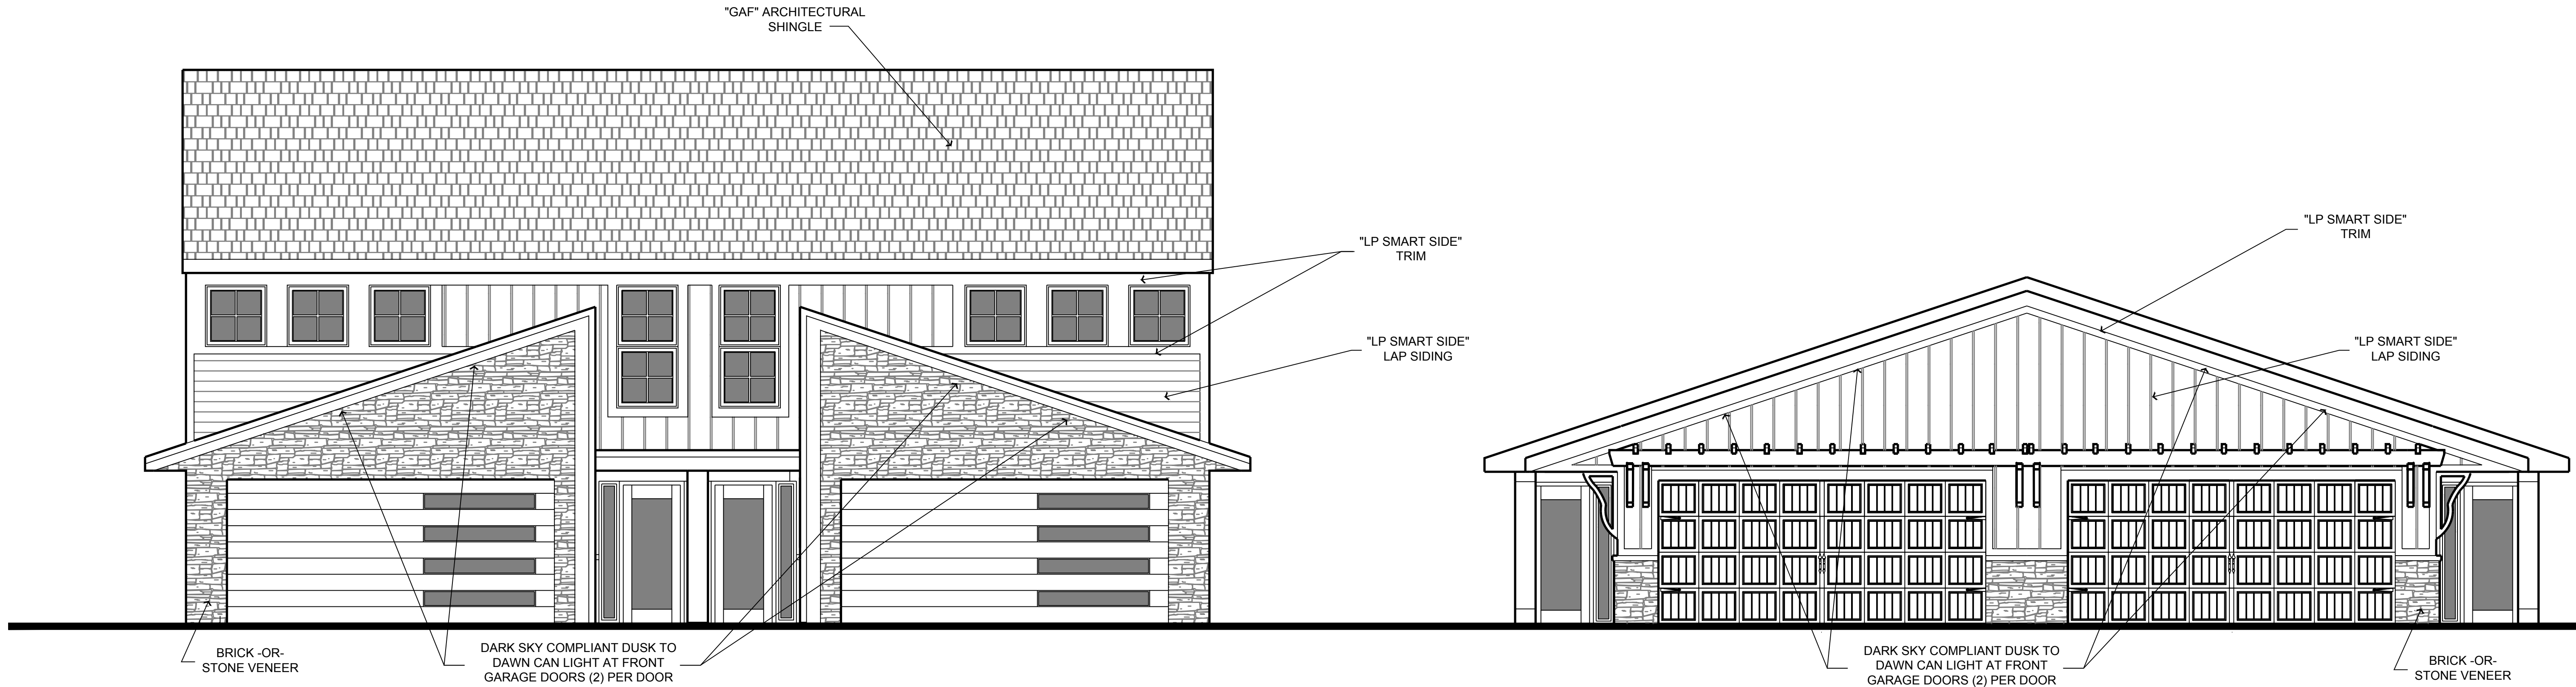 "GAF" ARCHITECTURAL
SHINGLE
"LP SMART SIDE"
TRIM
"LP SMART SIDE"
LAP SIDING
BRICK -OR-
STONE VENEER
DARK SKY COMPLIANT DUSK TO
DAWN CAN LIGHT AT FRONT
GARAGE DOORS (2) PER DOOR
"LP SMART SIDE"
TRIM
"LP SMART SIDE"
LAP SIDING
DARK SKY COMPLIANT DUSK TO
DAWN CAN LIGHT AT FRONT
GARAGE DOORS (2) PER DOOR
BRICK -OR-
STONE VENEER